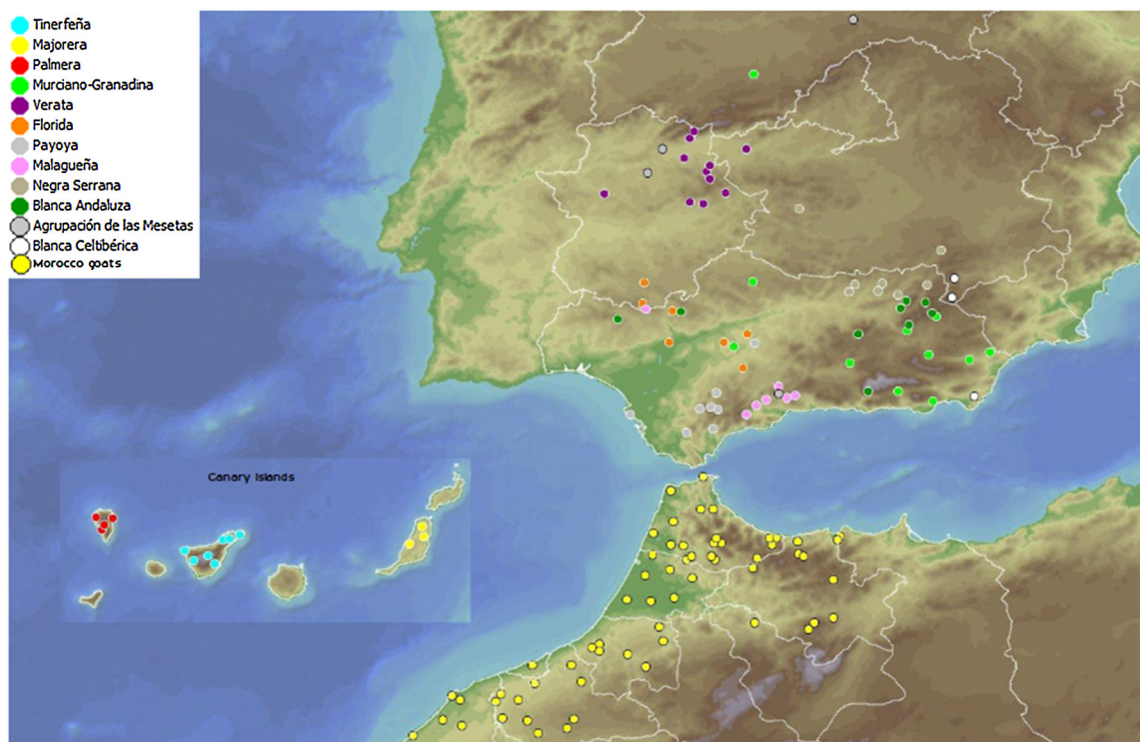 Tinerfeña
Majorera
Palmera
Murciano-Granadina
Verata
Florida
Payoya
Malagueña
Negra Serrana
Blanca Andaluza
Agrupación de las Mesetas
Blanca Celtibérica
Morocco goats
Canary Islands